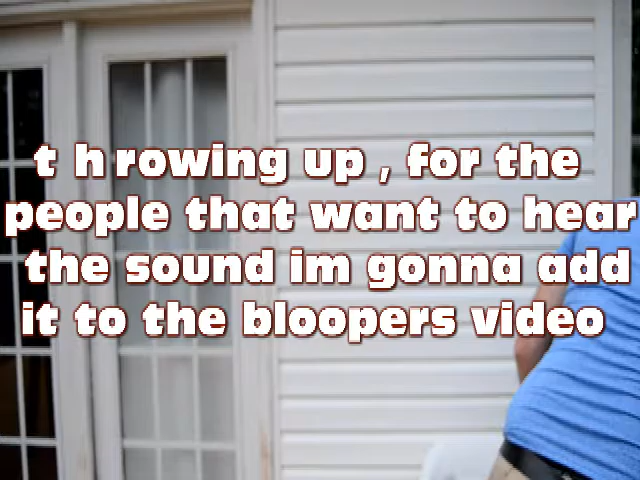 t h rowing up , for the
people that want to hear
the sound im gonna add
it to the bloopers video